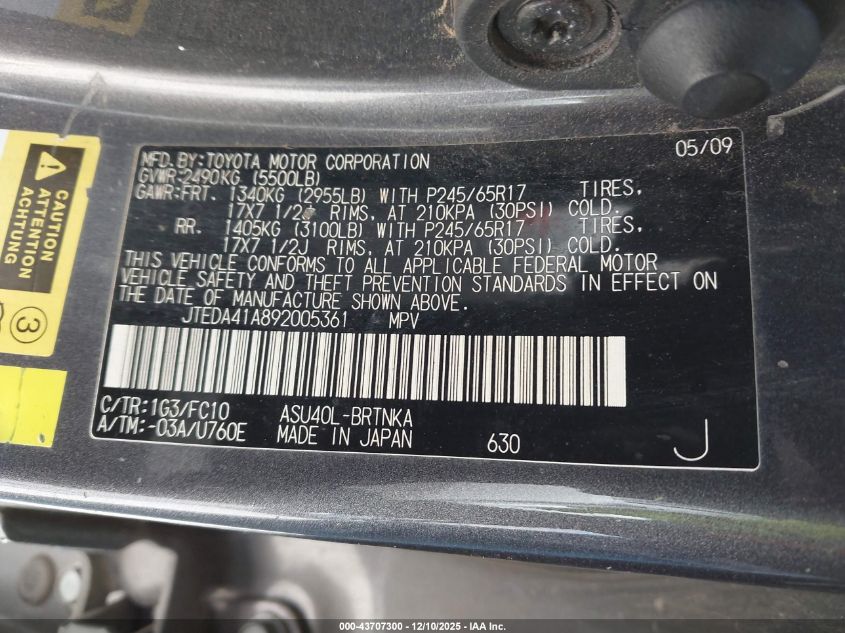 CAUTION
ATTENTION
ACHTUNG
3
MFD.BY:TOYOTA MOTOR CORPORATION 05/09
GVWR:2490KG (5500LB)
GAWR:FRT. 1340KG (2955LB) WITH P245/65R17 TIRES,
17X7 1/2J RIMS, AT 210KPA (30PSI) COLD.
RR. 1405KG (3100LB) WITH P245/65R17 TIRES,
17X7 1/2J RIMS, AT 210KPA (30PSI) COLD.
THIS VEHICLE CONFORMS TO ALL APPLICABLE FEDERAL MOTOR
VEHICLE SAFETY AND THEFT PREVENTION STANDARDS IN EFFECT ON
THE DATE OF MANUFACTURE SHOWN ABOVE.
JTEDA41A892005361 MPV
C/TR:1G3/FC10 ASU40L-BRTNKA
A/TM:-03A/U760E MADE IN JAPAN 630 J
000-43707300 - 12/10/2025 - IAA Inc.